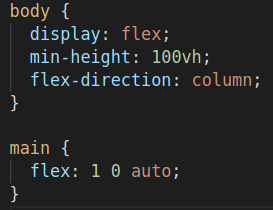 body {
  display: flex;
  min-height: 100vh;
  flex-direction: column;
}

main {
  flex: 1 0 auto;
}